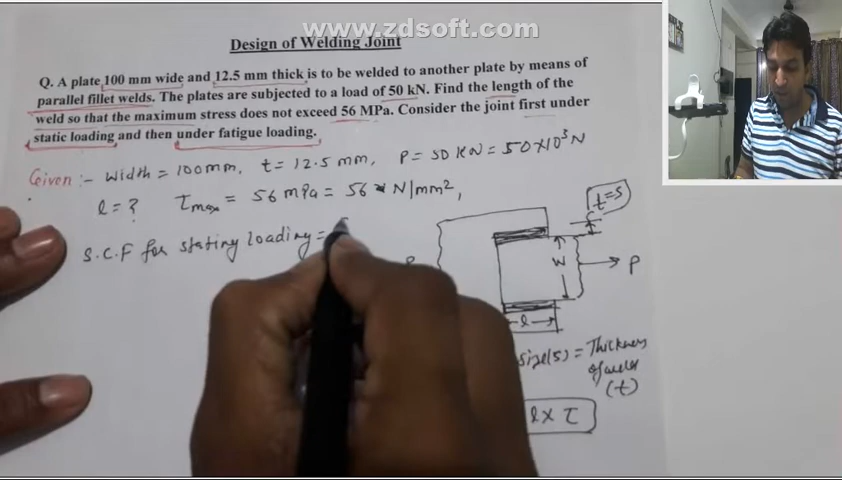 www.zdsoft.com
Design of Welding Joint
Q. A plate 100 mm wide and 12.5 mm thick is to be welded to another plate by means of
parallel fillet welds. The plates are subjected to a load of 50 kN. Find the length of the
weld so that the maximum stress does not exceed 56 MPa. Consider the joint first under
static loading and then under fatigue loading.
Given :- Width = 100mm, t = 12.5 mm, P = 50 KN = 50×10³ N
l = ? τmax = 56 mPa = 56 N/mm²,
S.C.F for stating loading =
t = s
W
P
l
size(s) = Thickness
of weld
(t)
l × τ